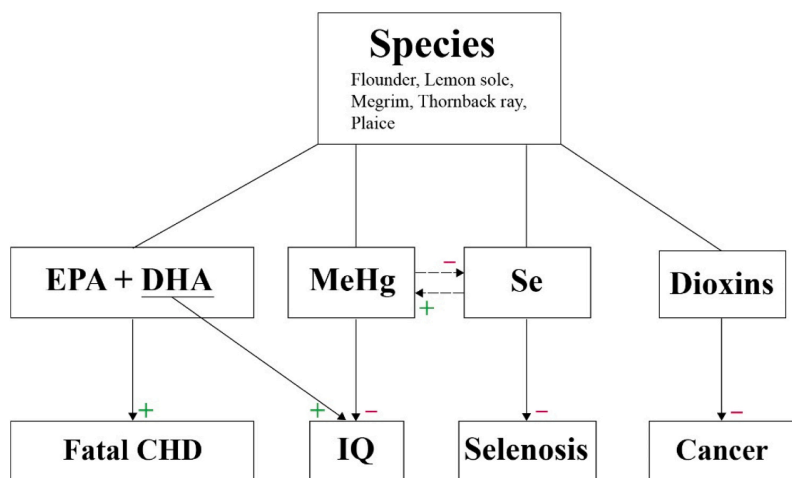 Species
Flounder, Lemon sole,
Megrim, Thornback ray,
Plaice
EPA + DHA
MeHg
−
+
Se
Dioxins
+
+
−
−
−
Fatal CHD
IQ
Selenosis
Cancer